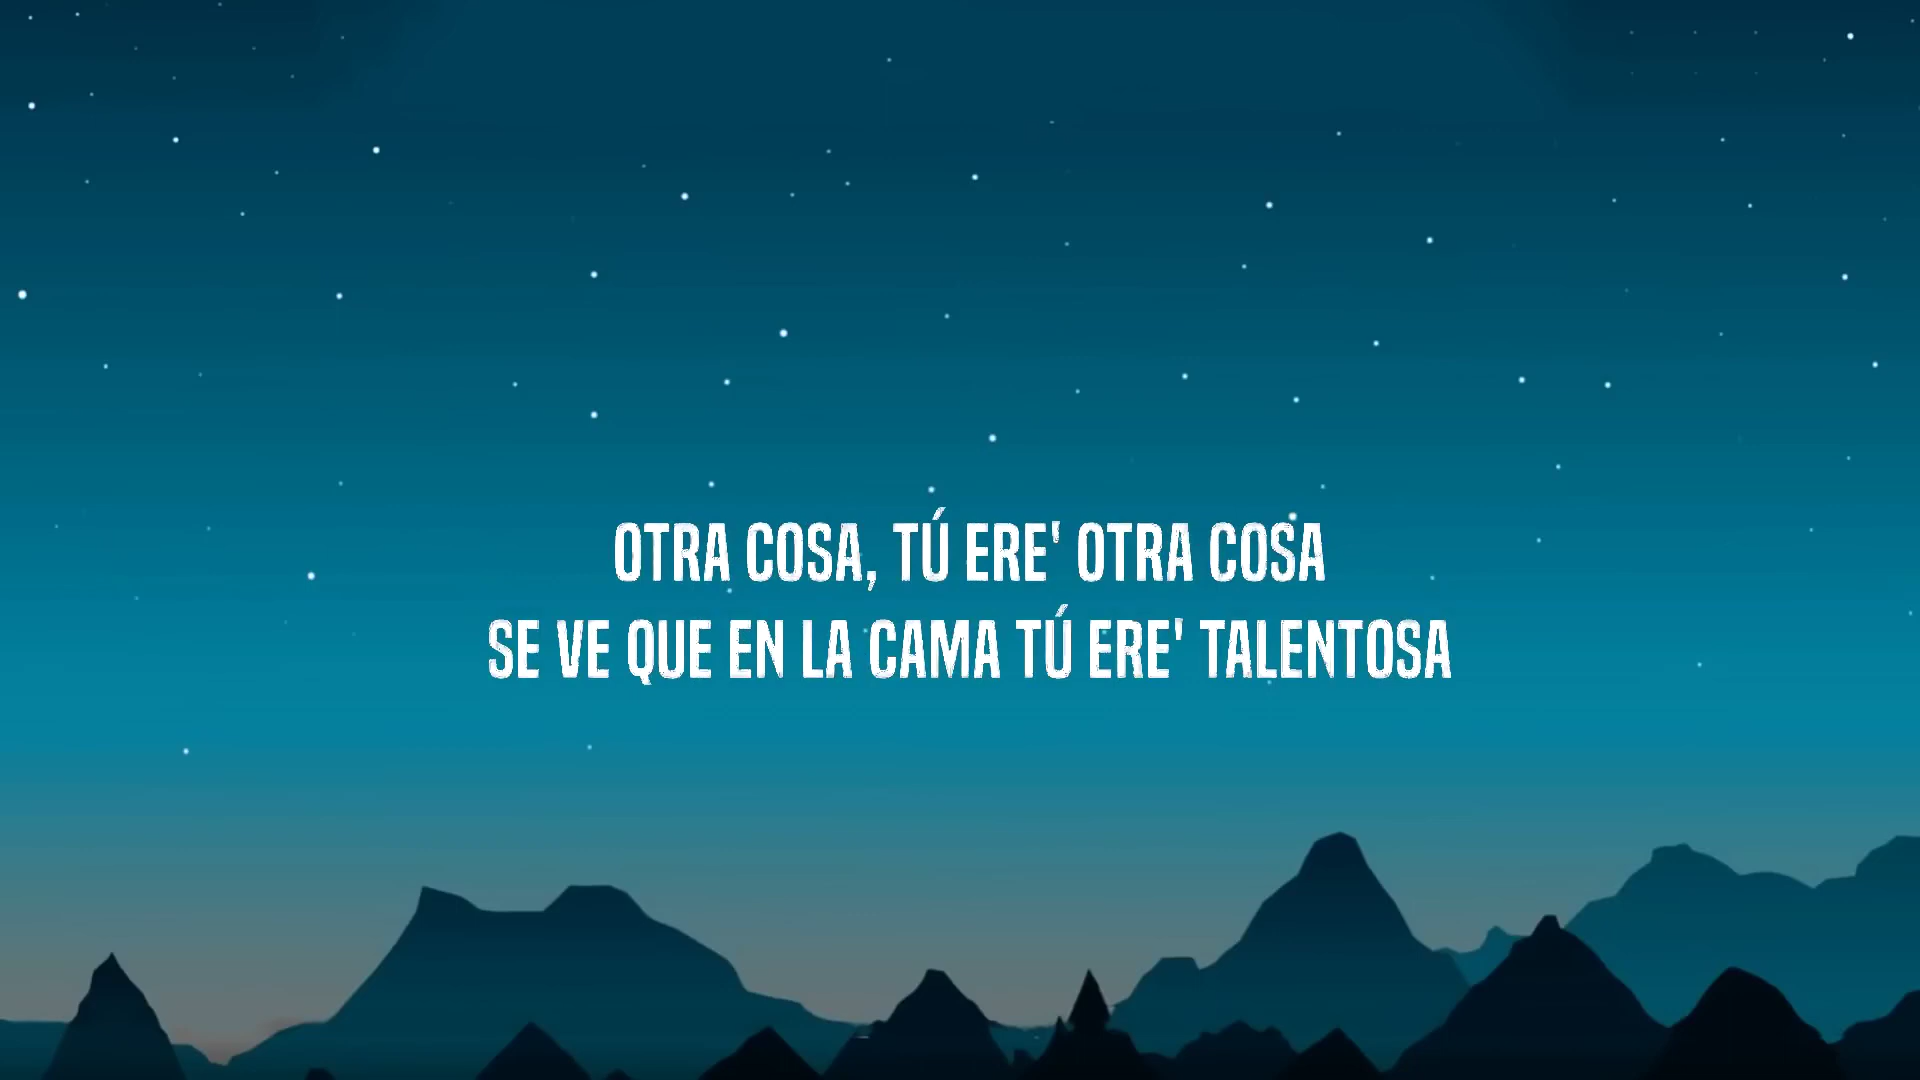 OTRA COSA, TÚ ERE' OTRA COSA
SE VE QUE EN LA CAMA TÚ ERE' TALENTOSA